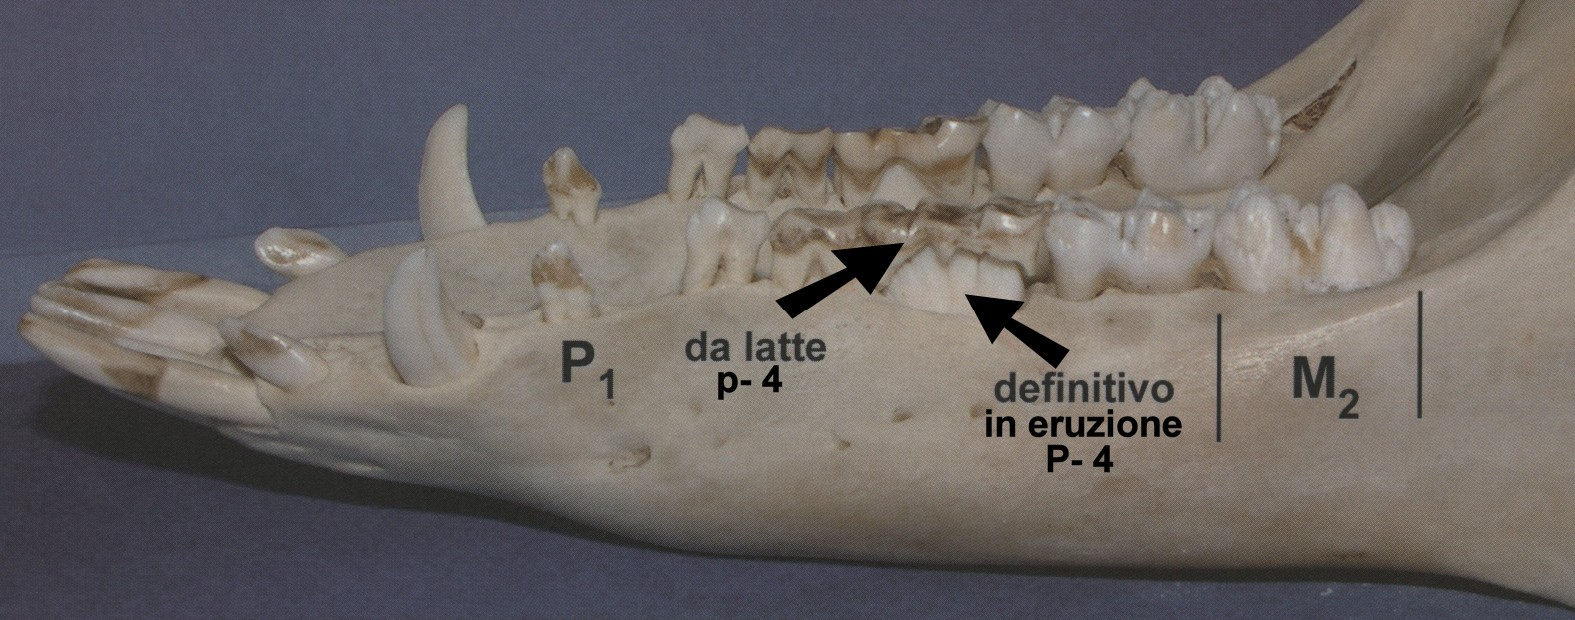 P1
da latte
p- 4
definitivo
in eruzione
P- 4
M2